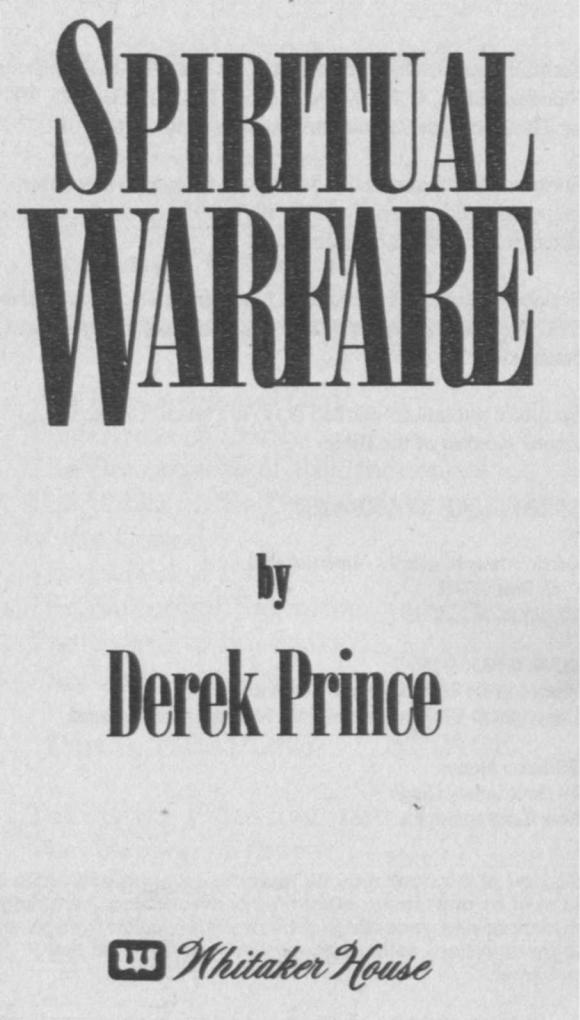 SPIRITUAL
WARFARE
by
Derek Prince
Whitaker House